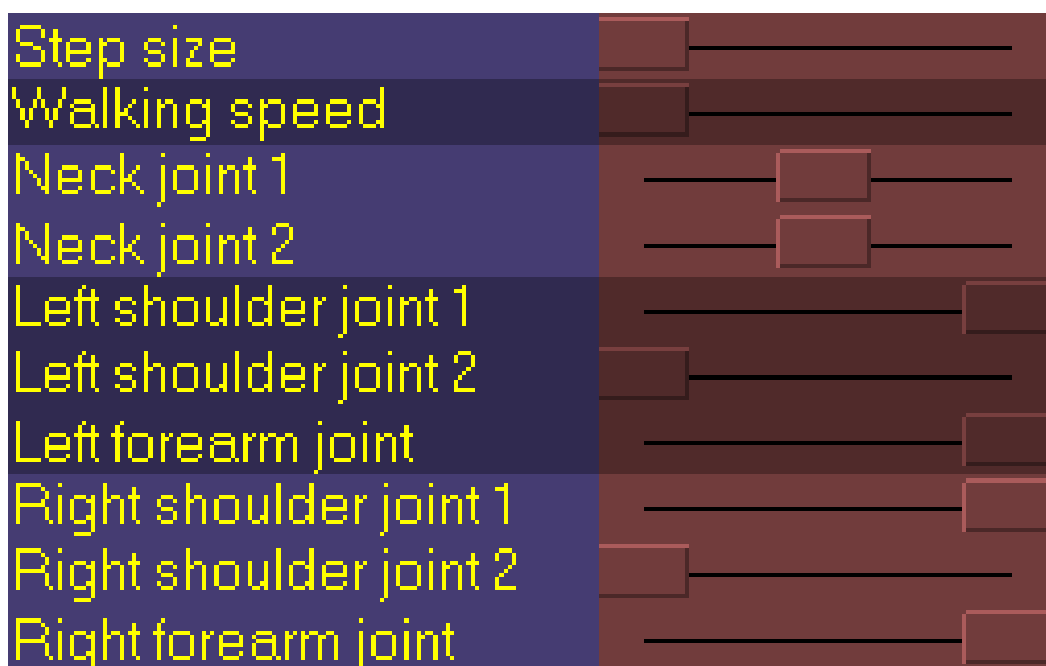 Step size
Walking speed
Neck joint 1
Neck joint 2
Left shoulder joint 1
Left shoulder joint 2
Left forearm joint
Right shoulder joint 1
Right shoulder joint 2
Right forearm joint